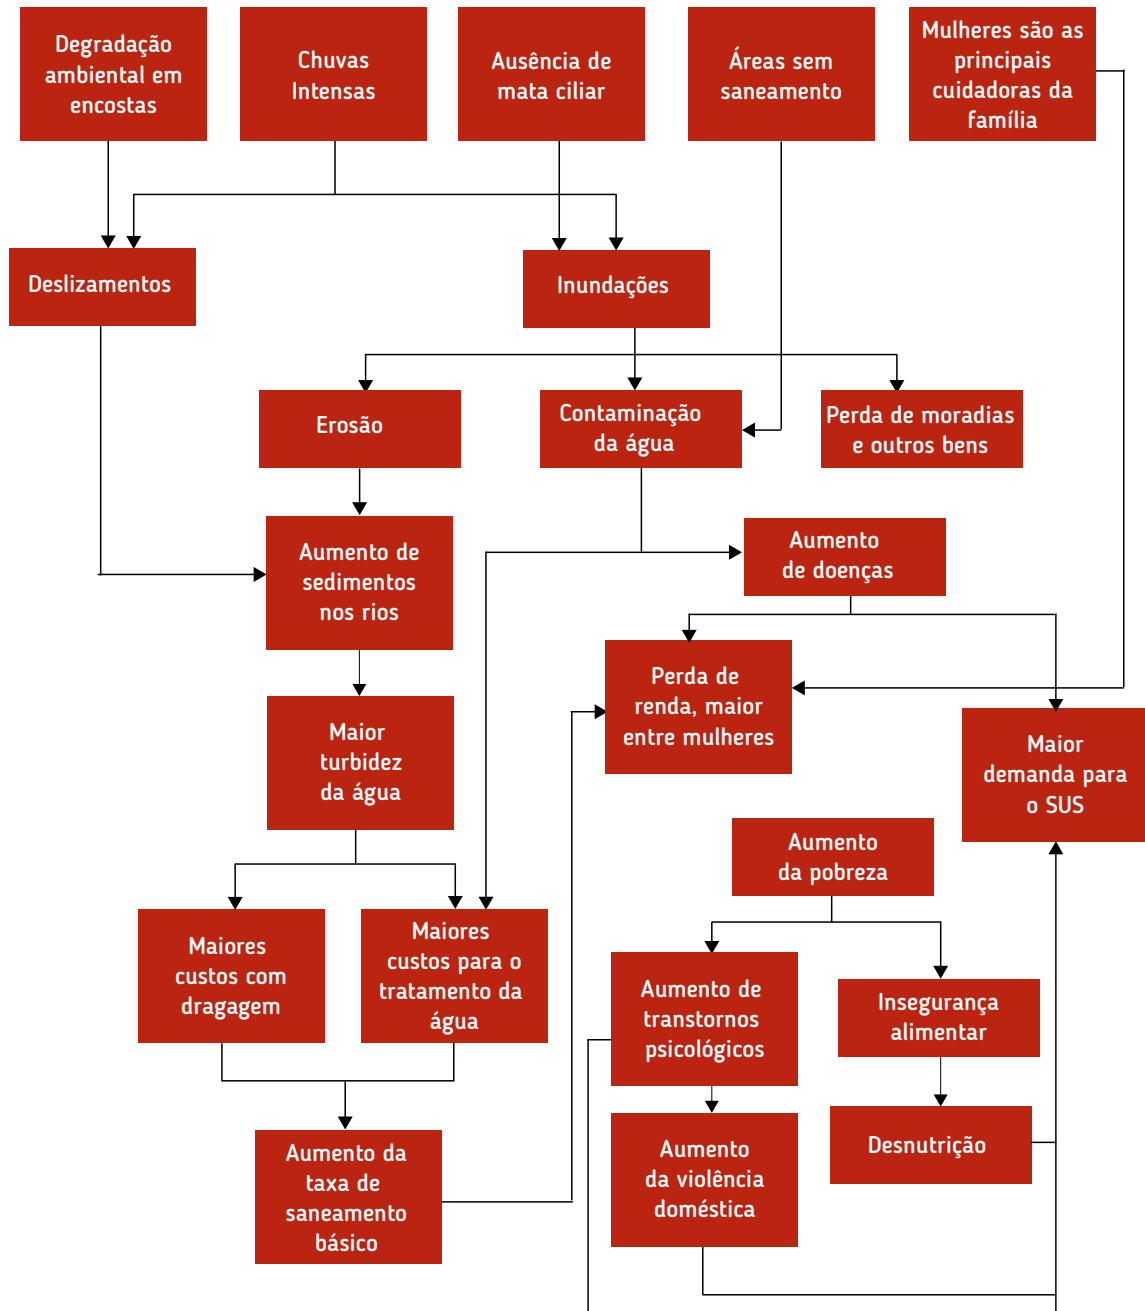 Degradação
ambiental em
encostas
Chuvas
Intensas
Ausência de
mata ciliar
Áreas sem
saneamento
Mulheres são as
principais
cuidadoras da
família
Deslizamentos
Inundações
Erosão
Contaminação
da água
Perda de moradias
e outros bens
Aumento de
sedimentos
nos rios
Aumento
de doenças
Perda de
renda, maior
entre mulheres
Maior
turbidez
da água
Maior
demanda para
o SUS
Aumento
da pobreza
Maiores
custos com
dragagem
Maiores
custos para o
tratamento da
água
Aumento de
transtornos
psicológicos
Insegurança
alimentar
Aumento da
taxa de
saneamento
básico
Aumento
da violência
doméstica
Desnutrição